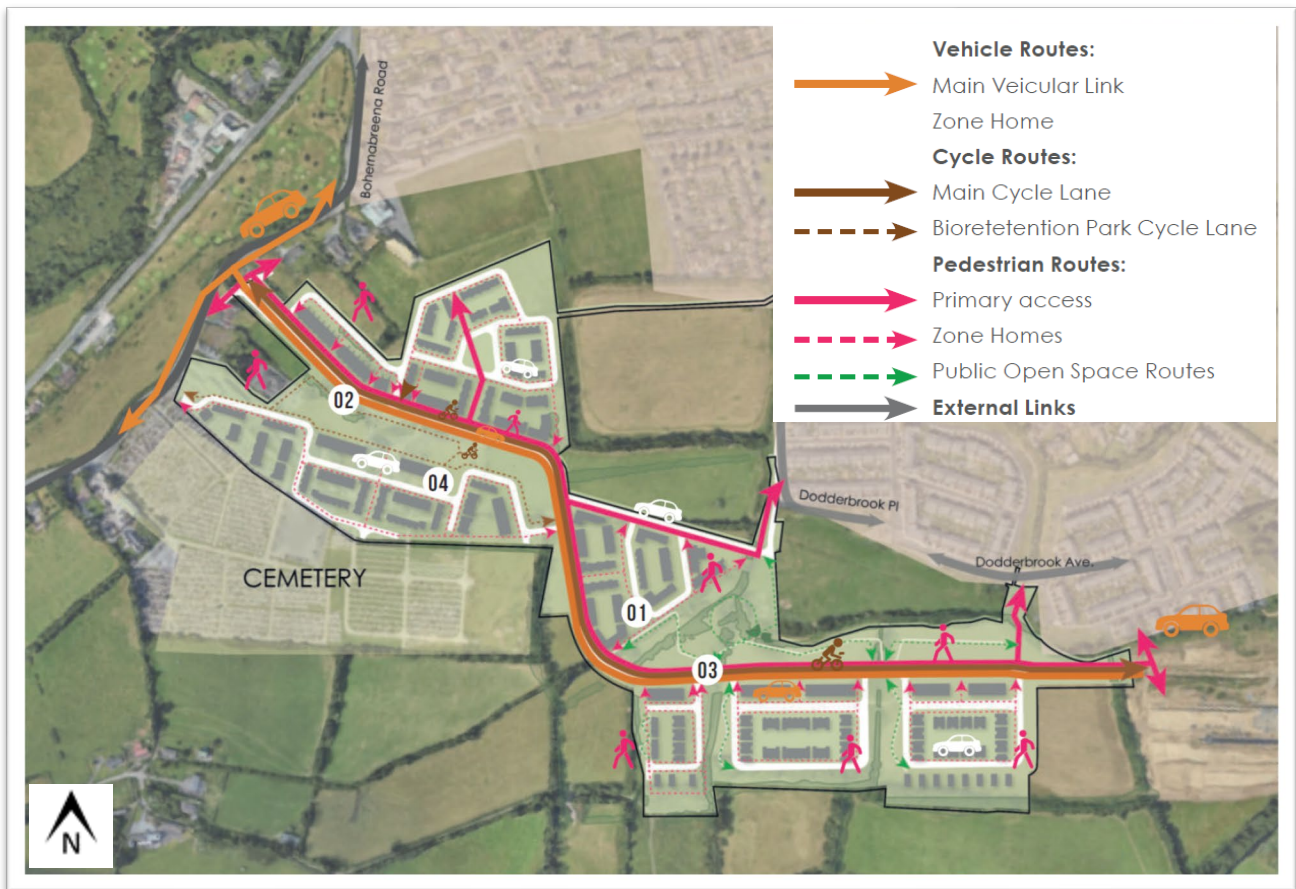 Vehicle Routes:
Main Veicular Link
Zone Home
Cycle Routes:
Main Cycle Lane
Bioretetention Park Cycle Lane
Pedestrian Routes:
Primary access
Zone Homes
Public Open Space Routes
External Links
Bohernabreena Road
02
04
Dodderbrook Pl
Dodderbrook Ave.
CEMETERY
01
03
N